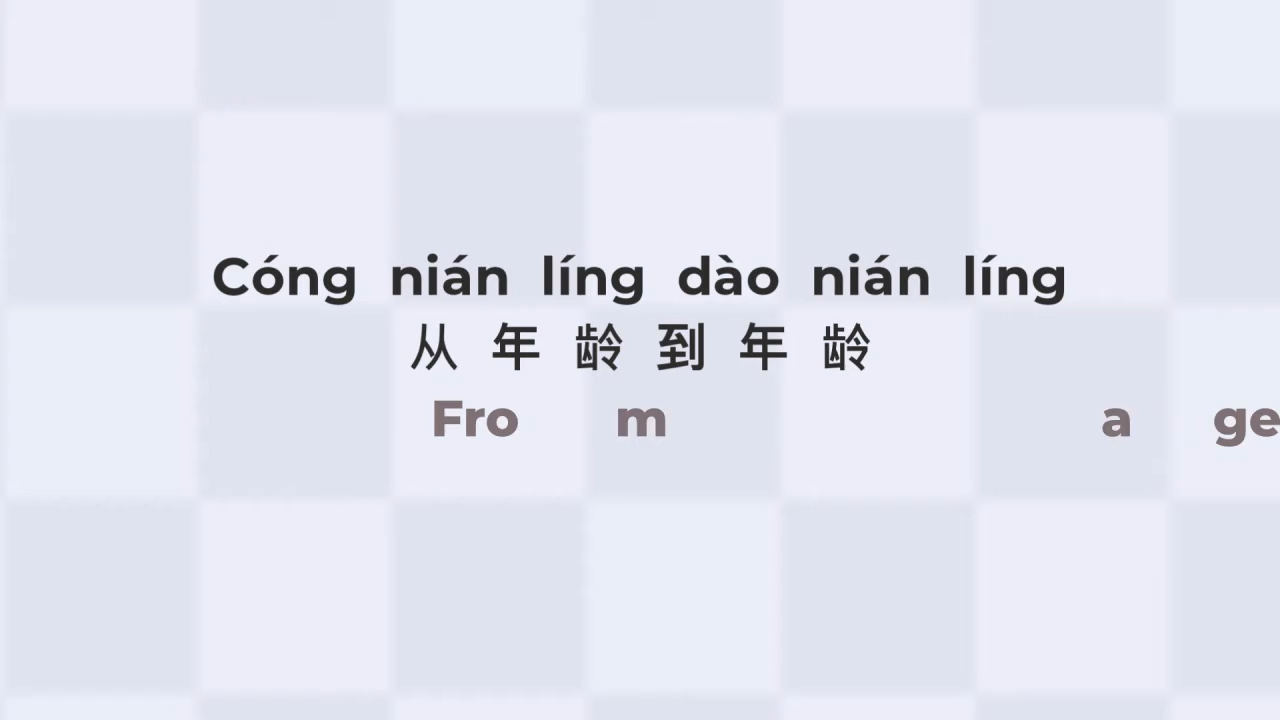 Cóng nián líng dào nián líng
从 年 龄 到 年 龄
Fro m a ge